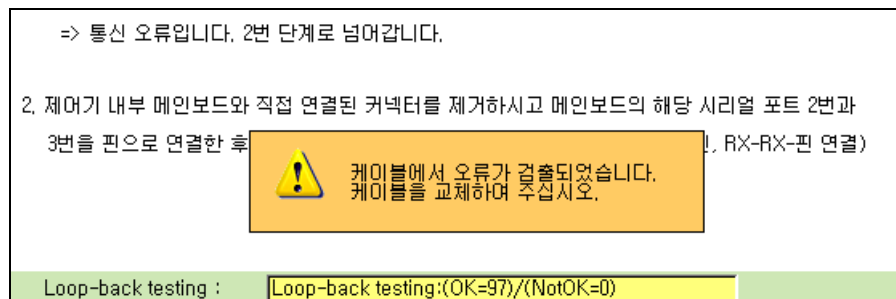 => 통신 오류입니다. 2번 단계로 넘어갑니다.
2. 제어기 내부 메인보드와 직접 연결된 커넥터를 제거하시고 메인보드의 해당 시리얼 포트 2번과
3번을 핀으로 연결한 후 , RX-RX-핀 연결)
케이블에서 오류가 검출되었습니다.
케이블을 교체하여 주십시오.
Loop-back testing : Loop-back testing:(OK=97)/(NotOK=0)